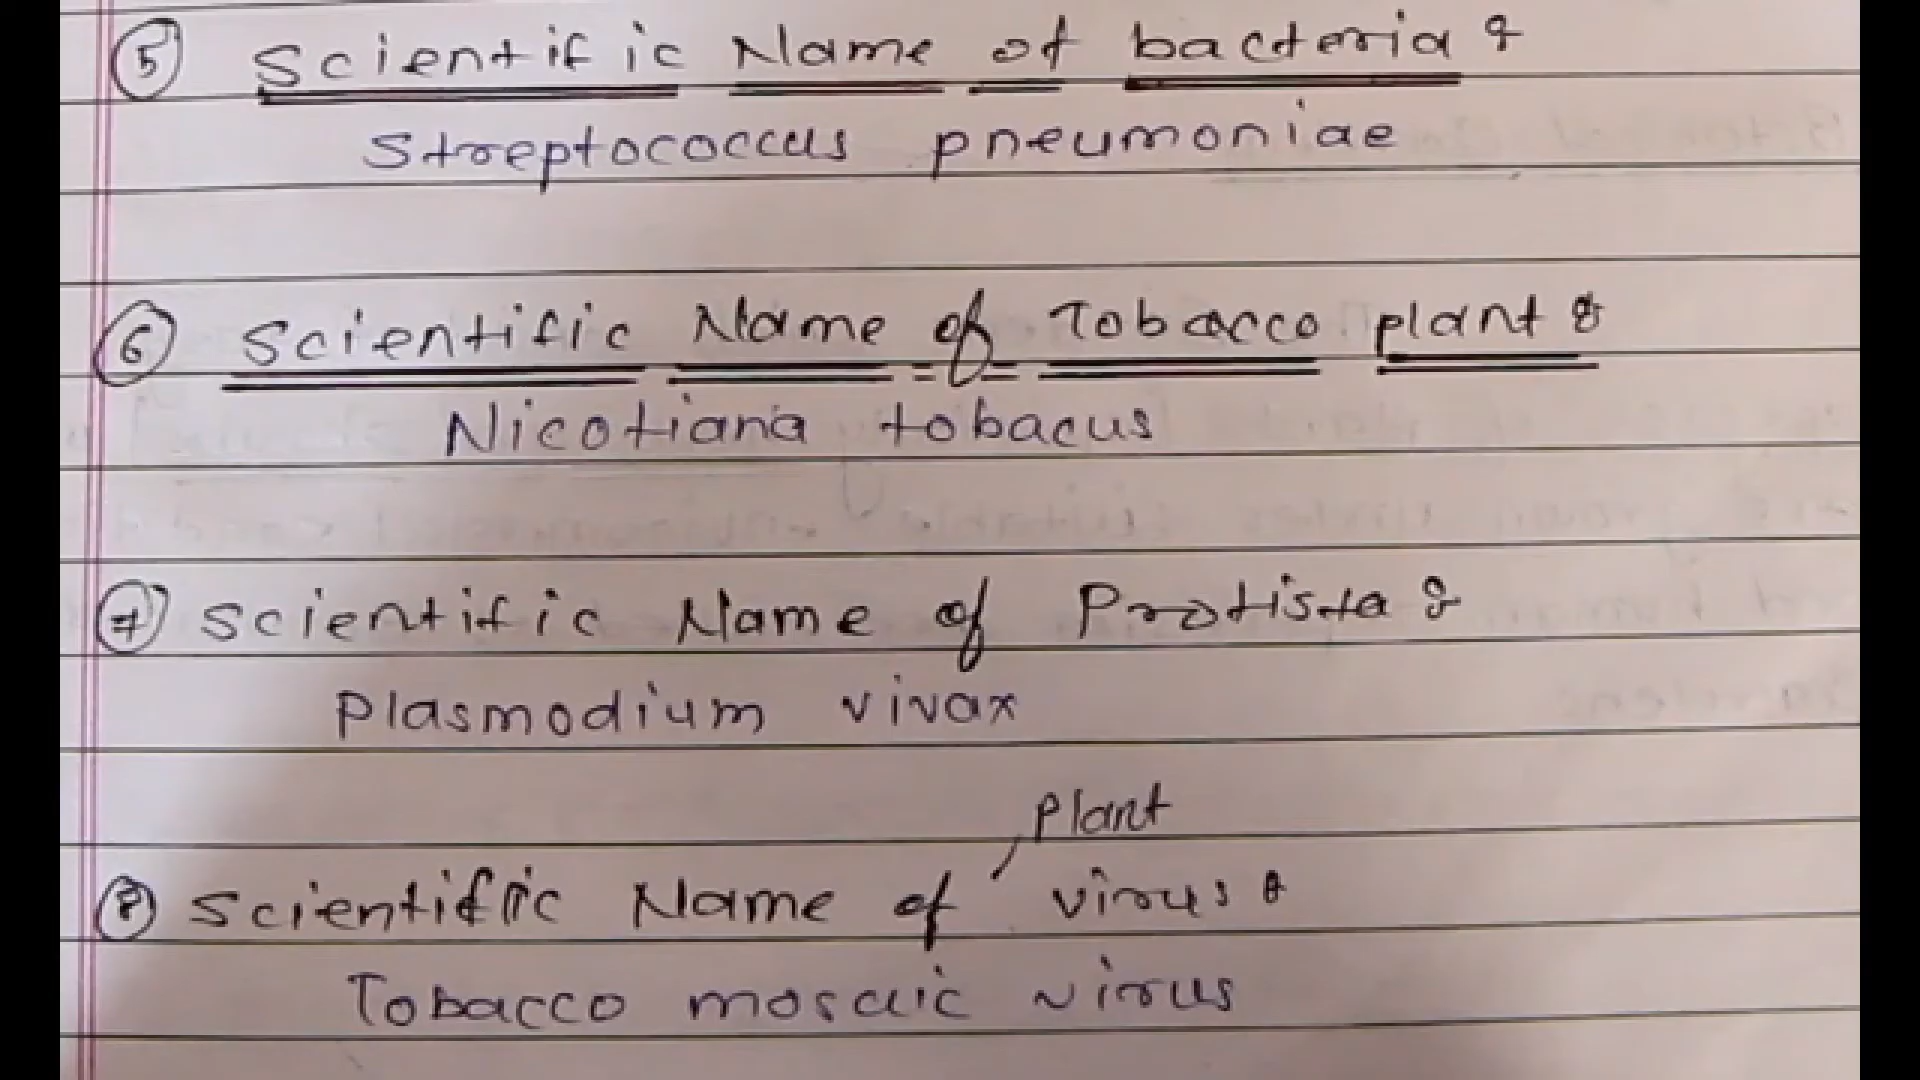 5 Scientific Name of bacteria :
Streptococcus pneumoniae
6 Scientific Name of Tobacco plant :
Nicotiana tobacus
7 Scientific Name of Protista :
Plasmodium vivax
plant
8 Scientific Name of virus :
Tobacco mosaic virus